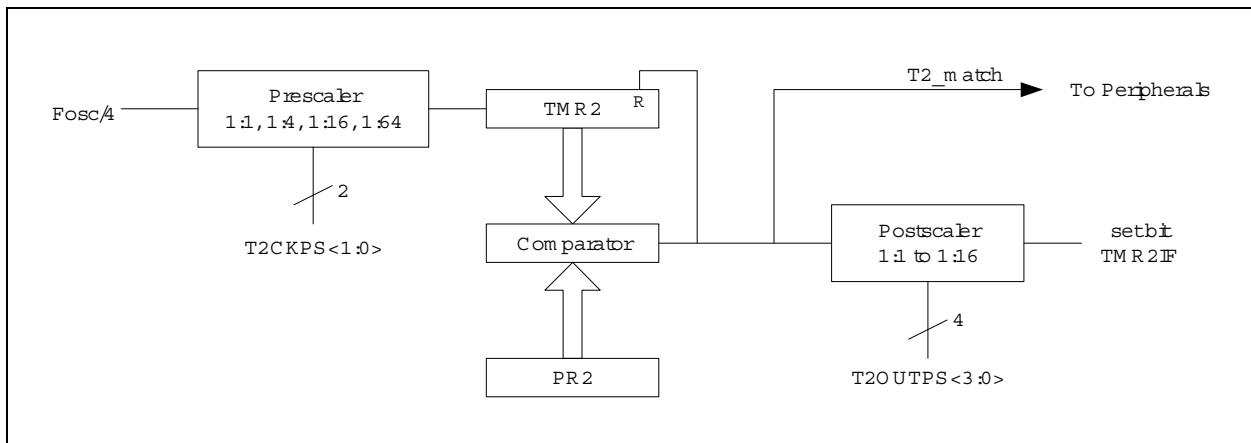 T2_match
To Peripherals
Fosc/4
Prescaler
1:1, 1:4, 1:16, 1:64
TMR2
R
2
T2CKPS<1:0>
Comparator
Postscaler
1:1 to 1:16
set bit
TMR2IF
4
T2OUTPS<3:0>
PR2